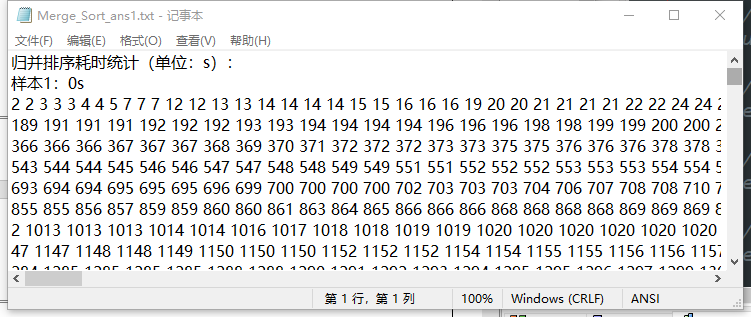 Merge_Sort_ans1.txt - 记事本
文件(F) 编辑(E) 格式(O) 查看(V) 帮助(H)
归并排序耗时统计（单位：s）：
样本1：0s
2 2 3 3 3 4 4 5 7 7 7 12 12 13 13 14 14 14 14 15 15 16 16 16 19 20 20 21 21 21 21 22 22 24 24
189 191 191 191 192 192 192 193 193 194 194 194 194 196 196 196 198 198 199 199 200 200
366 366 366 367 367 367 368 369 370 371 372 372 372 373 373 375 375 376 376 376 378 378
543 544 544 545 546 546 547 547 548 548 549 549 551 551 552 552 552 553 553 553 554 554
693 694 694 695 695 695 696 699 700 700 700 700 702 703 703 703 704 706 707 708 708 710
855 855 856 857 859 859 860 860 861 863 864 865 866 866 866 868 868 868 868 869 869 869
2 1013 1013 1013 1014 1014 1016 1017 1018 1018 1019 1019 1020 1020 1020 1020 1020
47 1147 1148 1148 1149 1150 1150 1150 1152 1152 1152 1154 1154 1155 1155 1156 1156 1157
第 1 行，第 1 列 100% Windows (CRLF) ANSI